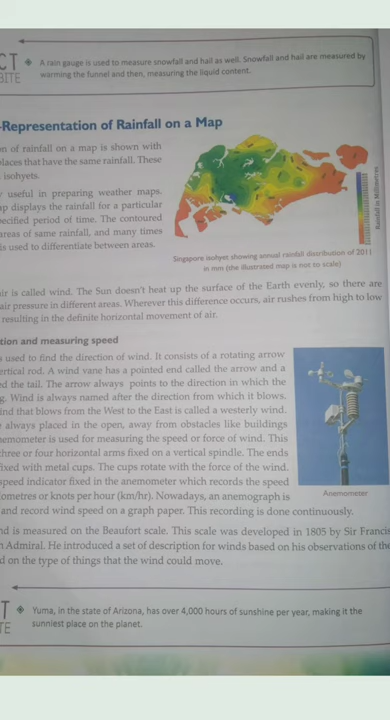 CT
BITE
A rain gauge is used to measure snowfall and hail as well. Snowfall and hail are measured by
warming the funnel and then, measuring the liquid content.
-Representation of Rainfall on a Map
on of rainfall on a map is shown with
places that have the same rainfall. These
isohyets.
useful in preparing weather maps.
ap displays the rainfall for a particular
pecified period of time. The contoured
areas of same rainfall, and many times
is used to differentiate between areas.
Rainfall in Millimetres
Singapore isohyet showing annual rainfall distribution of 2011
in mm (the illustrated map is not to scale)
air is called wind. The Sun doesn't heat up the surface of the Earth evenly, so there are
air pressure in different areas. Wherever this difference occurs, air rushes from high to low
resulting in the definite horizontal movement of air.
tion and measuring speed
used to find the direction of wind. It consists of a rotating arrow
vertical rod. A wind vane has a pointed end called the arrow and a
ed the tail. The arrow always points to the direction in which the
g. Wind is always named after the direction from which it blows.
ind that blows from the West to the East is called a westerly wind.
always placed in the open, away from obstacles like buildings
nemometer is used for measuring the speed or force of wind. This
three or four horizontal arms fixed on a vertical spindle. The ends
fixed with metal cups. The cups rotate with the force of the wind.
speed indicator fixed in the anemometer which records the speed
ometres or knots per hour (km/hr). Nowadays, an anemograph is
and record wind speed on a graph paper. This recording is done continuously.
Anemometer
nd is measured on the Beaufort scale. This scale was developed in 1805 by Sir Francis
h Admiral. He introduced a set of description for winds based on his observations of the
d on the type of things that the wind could move.
T
TE
Yuma, in the state of Arizona, has over 4,000 hours of sunshine per year, making it the
sunniest place on the planet.